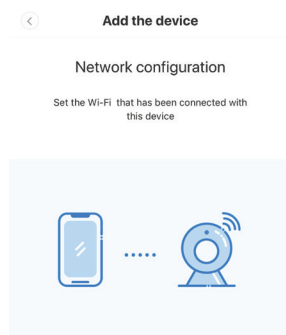 Add the device
Network configuration
Set the Wi-Fi that has been connected with
this device